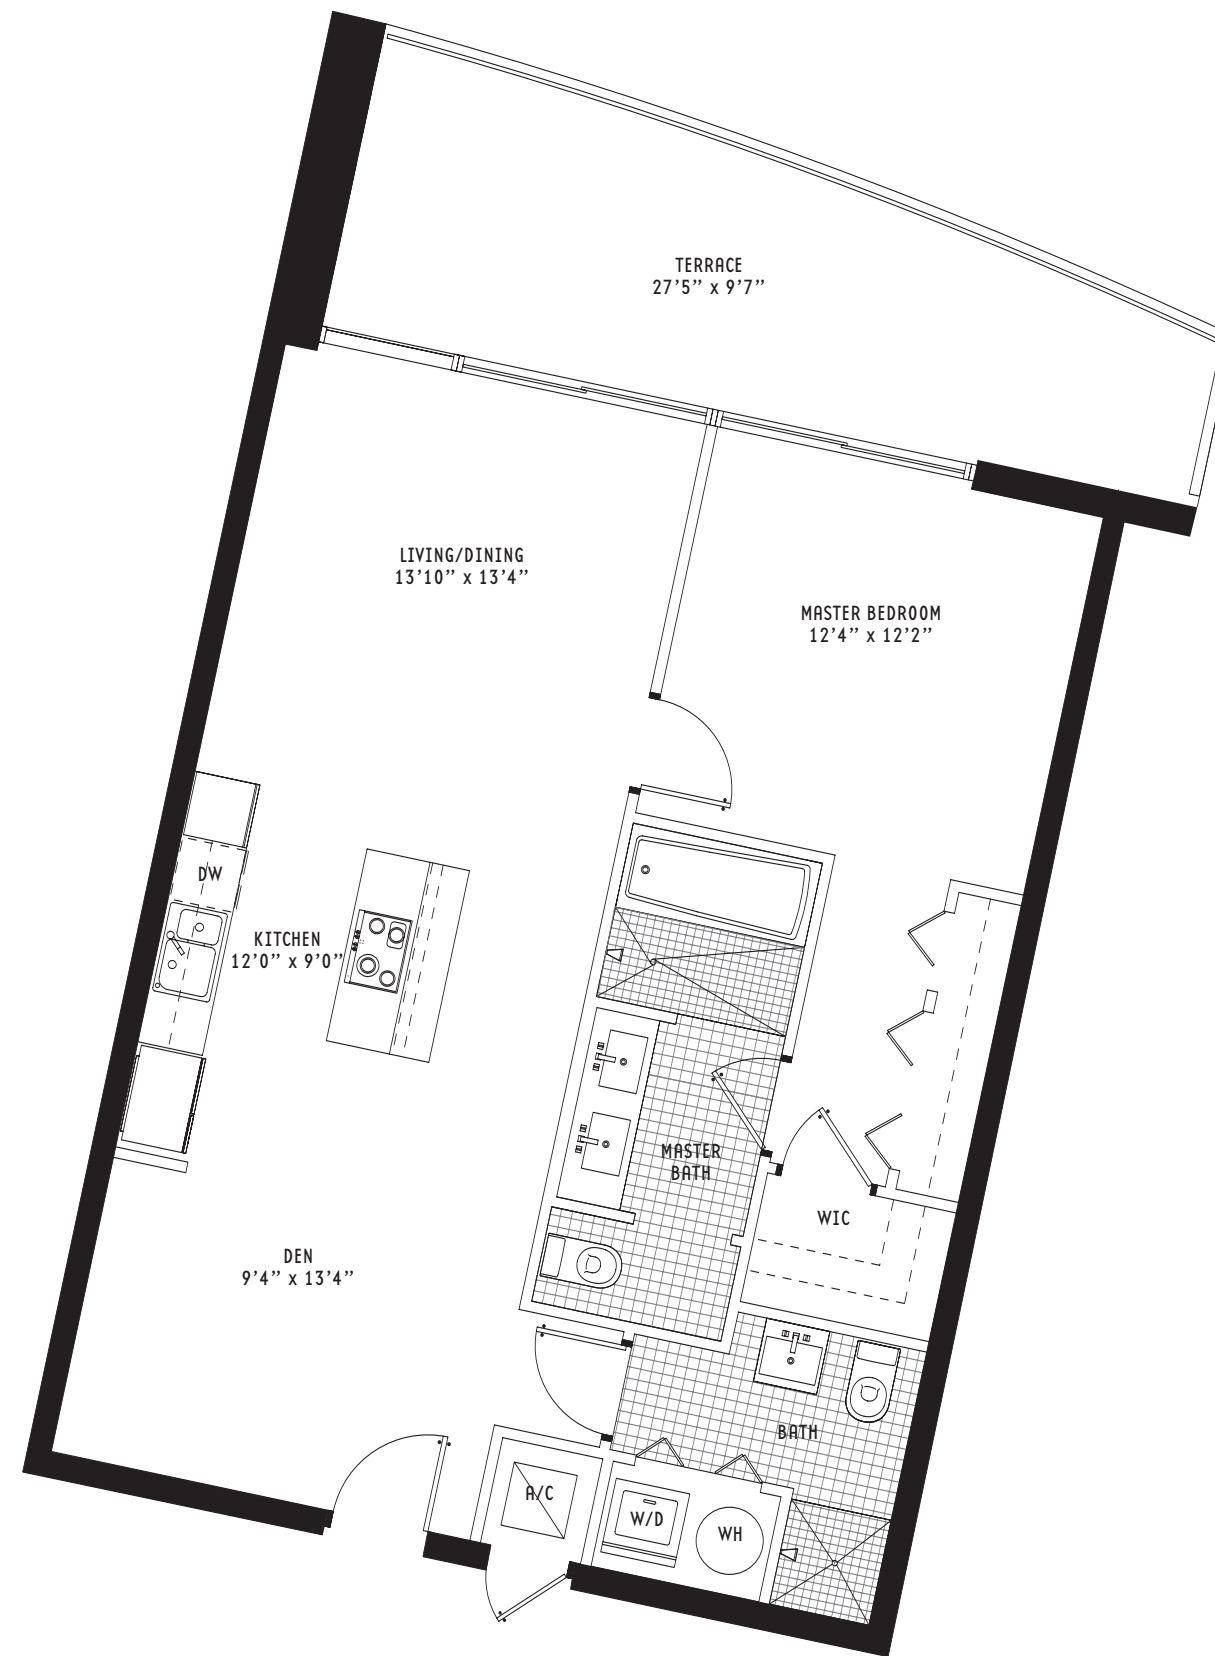 TERRACE
27’5” x 9’7”
LIVING/DINING
13’10” x 13’4”
MASTER BEDROOM
12’4” x 12’2”
DW
KITCHEN
12’0” x 9’0”
MASTER
BATH
WIC
DEN
9’4” x 13’4”
BATH
A/C
W/D
WH